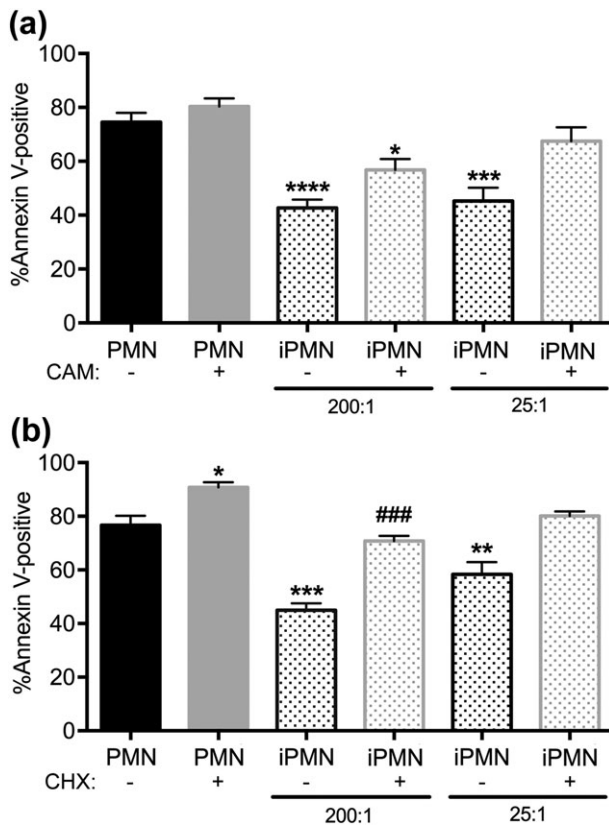 (a)
%Annexin V-positive
100
80
60
40
20
0
**** * ***
PMN PMN iPMN iPMN iPMN iPMN
CAM: - + - + - +
200:1 25:1
(b)
%Annexin V-positive
100
80
60
40
20
0
* *** ### **
PMN PMN iPMN iPMN iPMN iPMN
CHX: - + - + - +
200:1 25:1